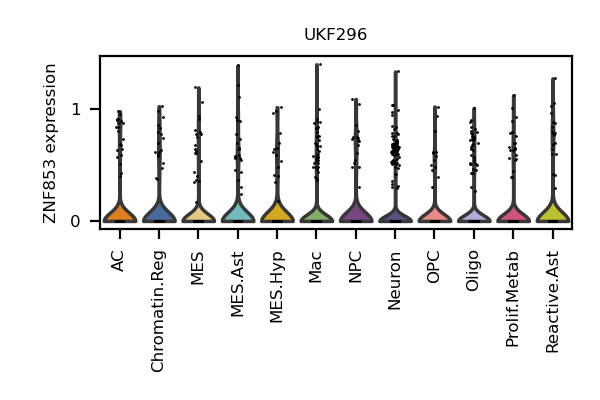 UKF296
ZNF853 expression
1
0
AC
Chromatin.Reg
MES
MES.Ast
MES.Hyp
Mac
NPC
Neuron
OPC
Oligo
Prolif.Metab
Reactive.Ast